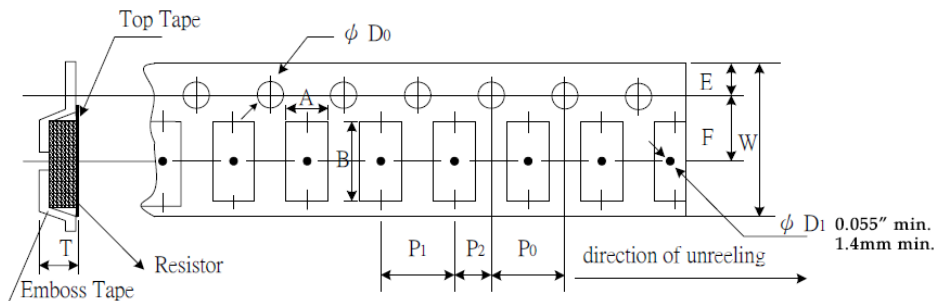 Top Tape
ϕ D0
A
E
F
W
B
ϕ D1 0.055" min.
1.4mm min.
P1
P2
P0
direction of unreeling
T
Resistor
Emboss Tape